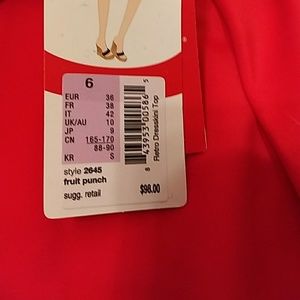 6
EUR 36
FR 38
IT 42
UK/AU 10
JP 9
CN 165-170
88-90
KR S
style 2645
fruit punch
sugg. retail
$98.00
Retro Dresskini Top
8 43953 00586 5